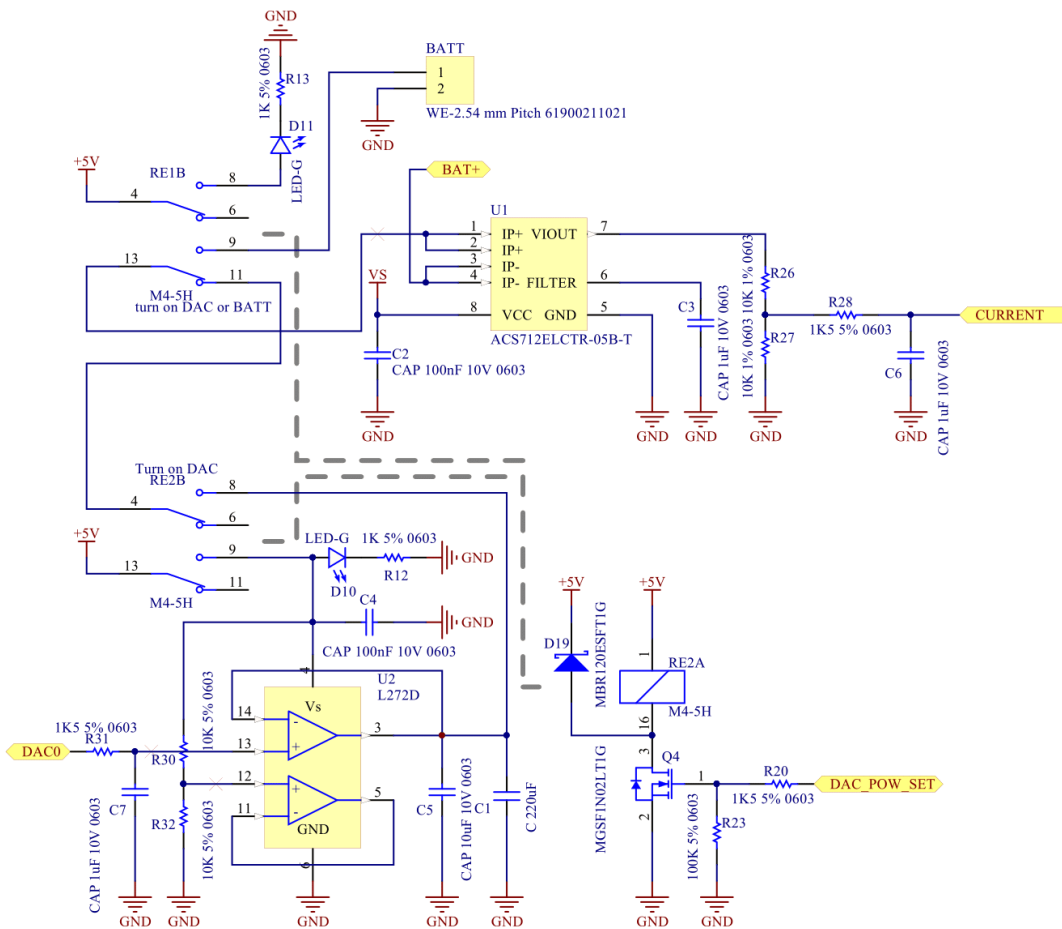 GND
1K 5% 0603
R13
D11
LED-G
BATT
1
2
WE-2.54 mm Pitch 61900211021
GND
+5V
RE1B
8
4
6
9
13
11
M4-5H
turn on DAC or BATT
BAT+
U1
1 IP+ VIOUT 7
2 IP+
3 IP-
4 IP- FILTER 6
8 VCC GND 5
ACS712ELCTR-05B-T
VS
C2
CAP 100nF 10V 0603
GND
GND
C3
CAP 1uF 10V 0603
GND
R26
10K 1% 0603
R27
10K 1% 0603
GND
R28
1K5 5% 0603
CURRENT
C6
CAP 1uF 10V 0603
GND
Turn on DAC
RE2B
8
4
6
+5V
9
13
11
M4-5H
LED-G
D10
1K 5% 0603
R12
GND
C4
GND
CAP 100nF 10V 0603
4
U2
L272D
Vs
14 -
13 +
3
12 +
11 -
5
GND
6
GND
DAC0
1K5 5% 0603
R31
C7
CAP 1uF 10V 0603
GND
R30
10K 5% 0603
R32
10K 5% 0603
GND
C5
CAP 10uF 10V 0603
GND
C1
C 220uF
GND
+5V
D19
MBR120ESFT1G
+5V
1
RE2A
M4-5H
16
3
Q4
1
2
MGSF1N02LT1G
GND
R20
1K5 5% 0603
DAC_POW_SET
R23
100K 5% 0603
GND